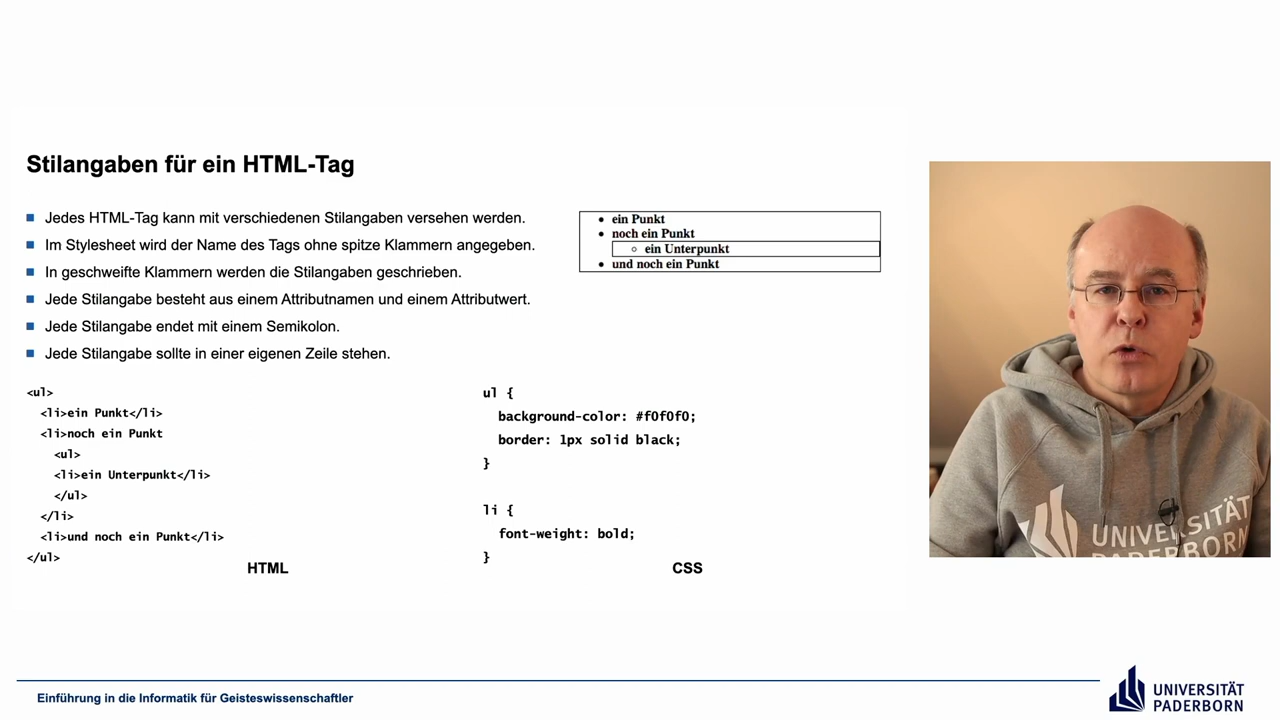 Stilangaben für ein HTML-Tag
Jedes HTML-Tag kann mit verschiedenen Stilangaben versehen werden.
Im Stylesheet wird der Name des Tags ohne spitze Klammern angegeben.
In geschweifte Klammern werden die Stilangaben geschrieben.
Jede Stilangabe besteht aus einem Attributnamen und einem Attributwert.
Jede Stilangabe endet mit einem Semikolon.
Jede Stilangabe sollte in einer eigenen Zeile stehen.
ein Punkt
noch ein Punkt
ein Unterpunkt
und noch ein Punkt
<ul>
<li>ein Punkt</li>
<li>noch ein Punkt
<ul>
<li>ein Unterpunkt</li>
</ul>
</li>
<li>und noch ein Punkt</li>
</ul>
HTML
ul {
background-color: #f0f0f0;
border: 1px solid black;
}
li {
font-weight: bold;
}
CSS
UNIVERSITÄT
PADERBORN
Einführung in die Informatik für Geisteswissenschaftler
UNIVERSITÄT
PADERBORN